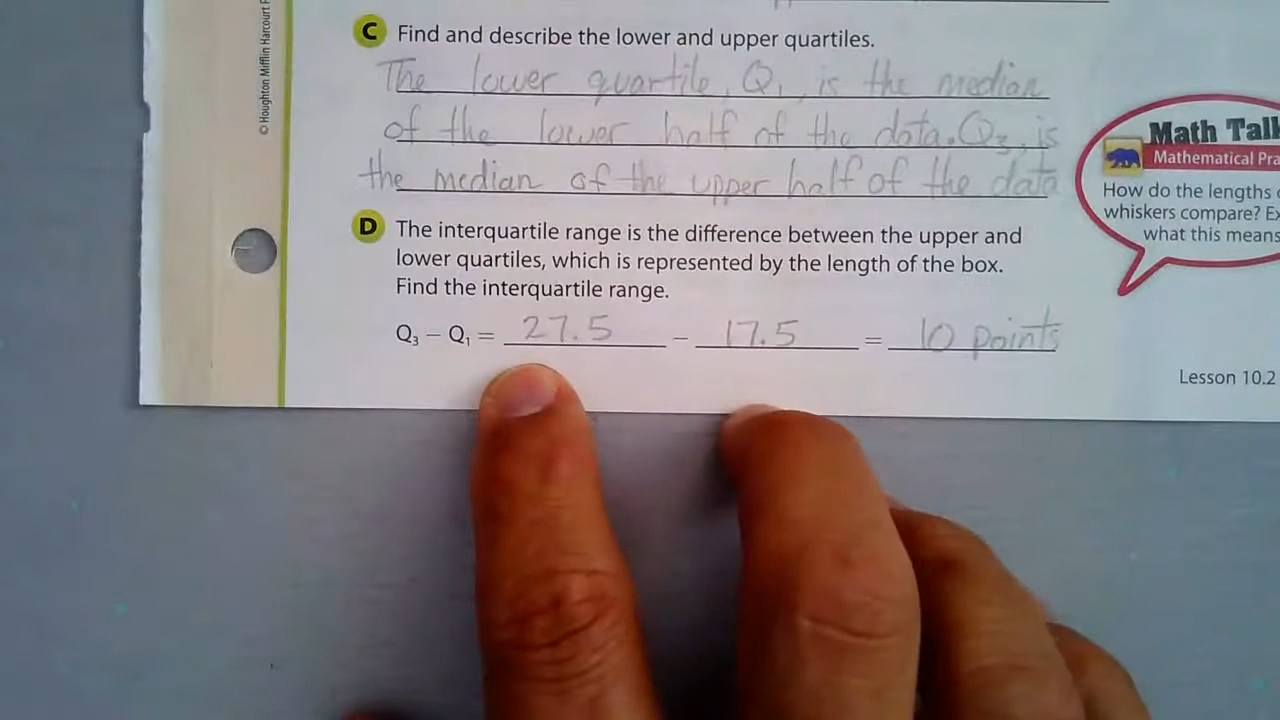 © Houghton Mifflin Harcourt
C Find and describe the lower and upper quartiles.
The lower quartile, Q₁, is the median
of the lower half of the data. Q₃, is
the median of the upper half of the data
Math Talk
Mathematical Pra
How do the lengths
whiskers compare? Ex
what this means
D The interquartile range is the difference between the upper and
lower quartiles, which is represented by the length of the box.
Find the interquartile range.
Q₃ − Q₁ = 27.5 − 17.5 = 10 points
Lesson 10.2